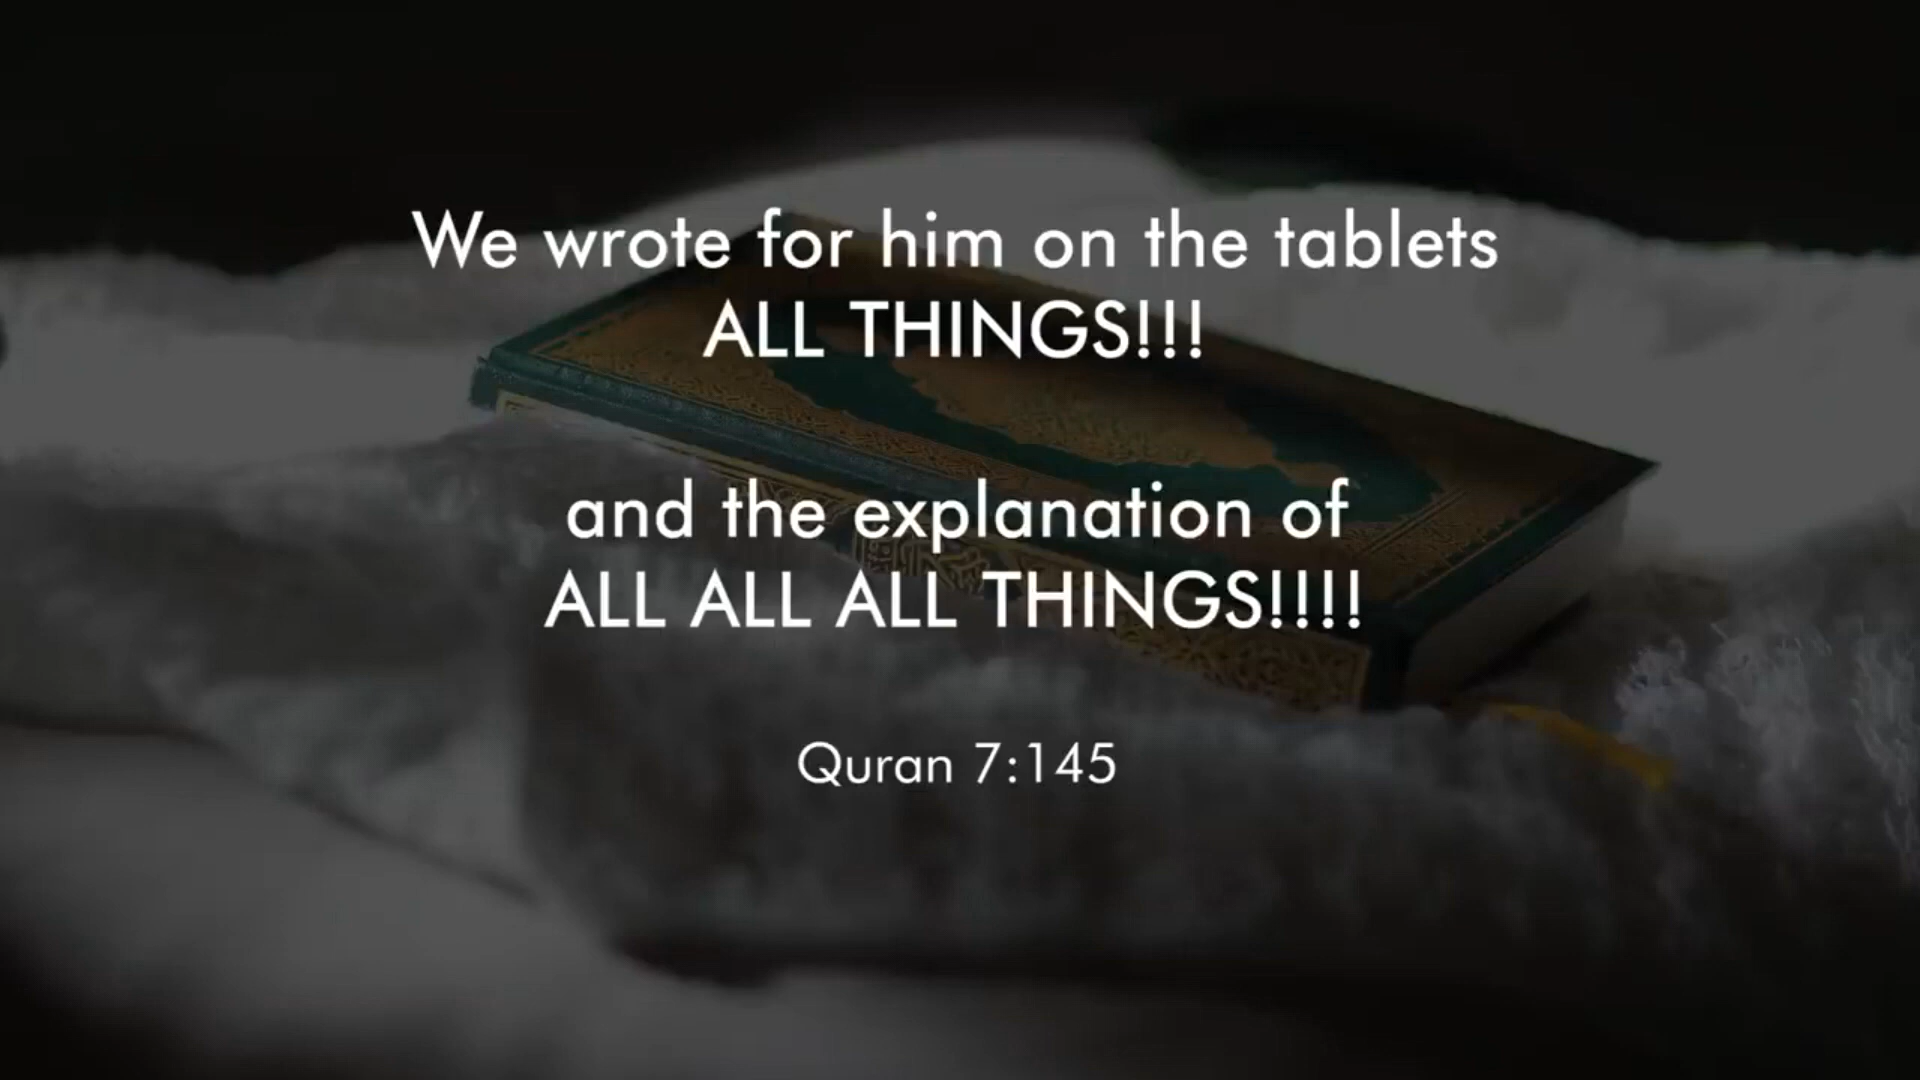 We wrote for him on the tablets
ALL THINGS!!!
and the explanation of
ALL ALL ALL THINGS!!!!
Quran 7:145